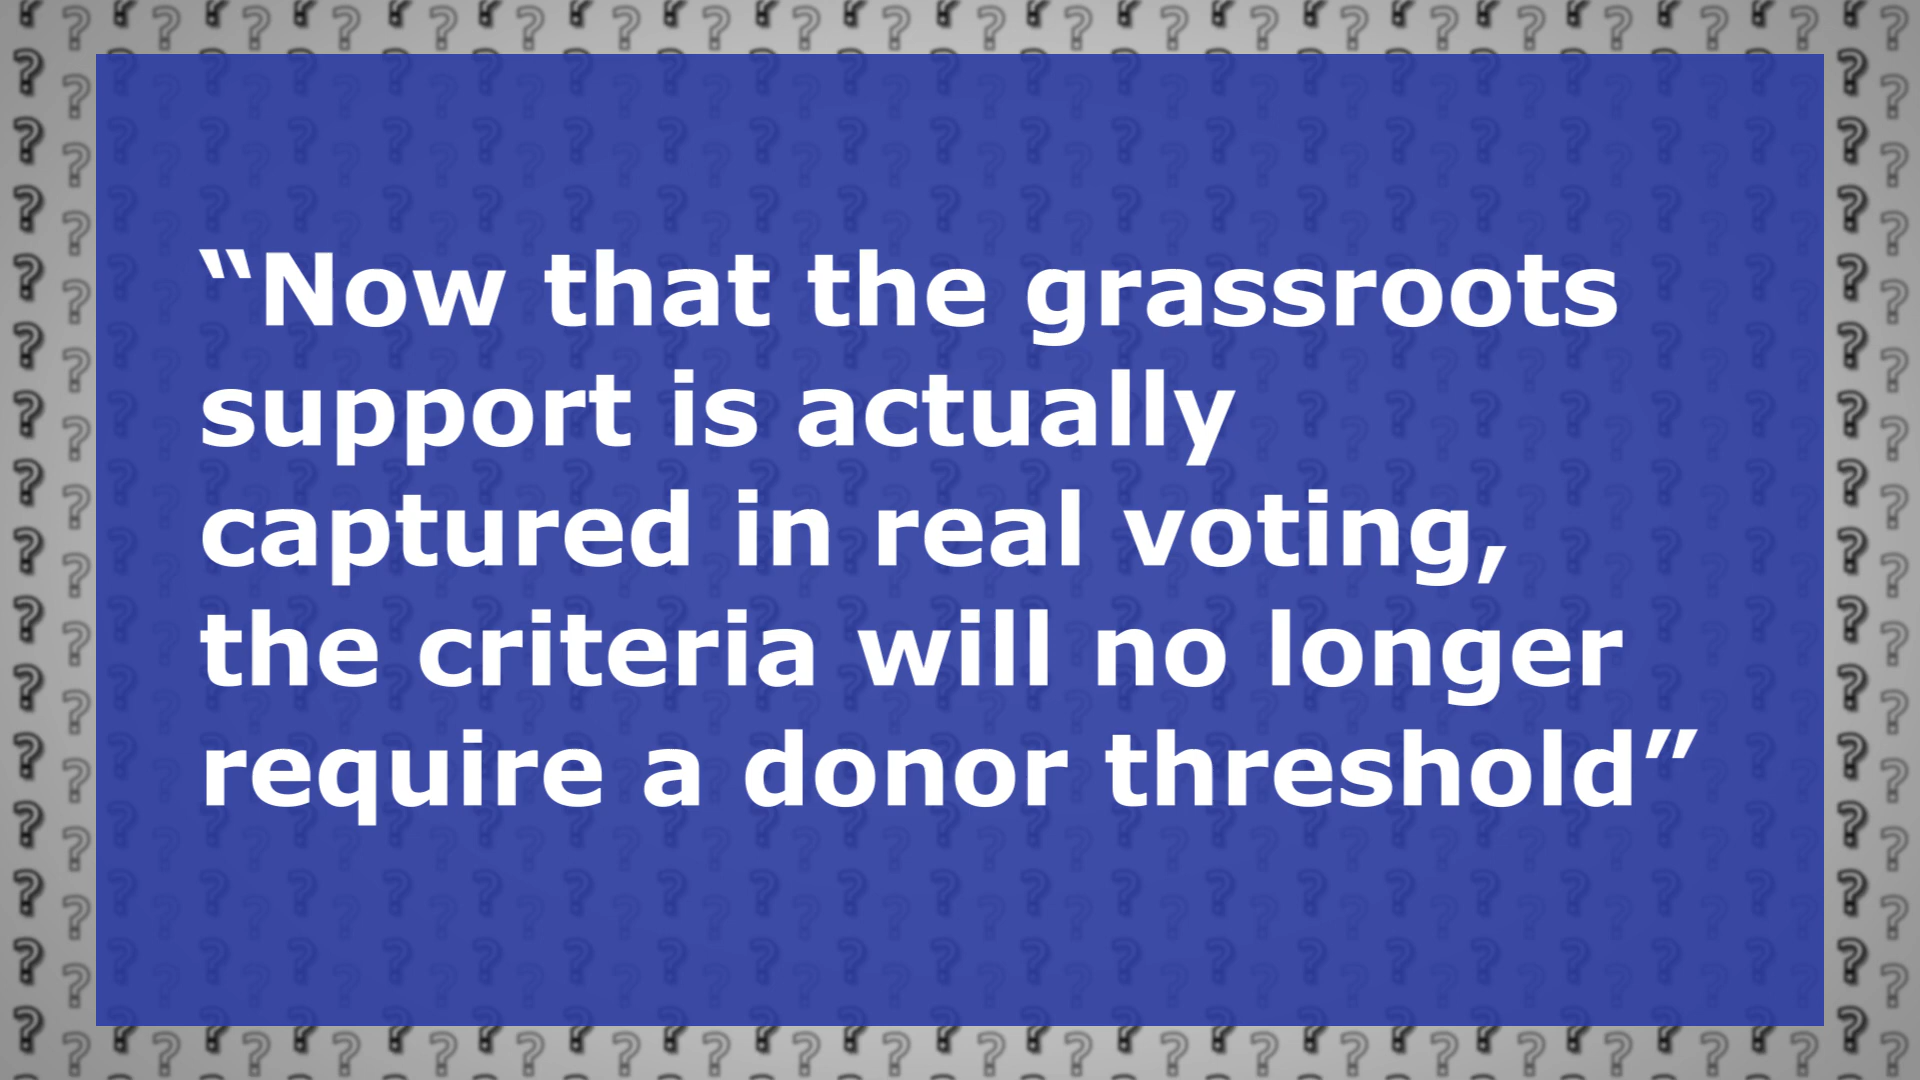 “Now that the grassroots
support is actually
captured in real voting,
the criteria will no longer
require a donor threshold”